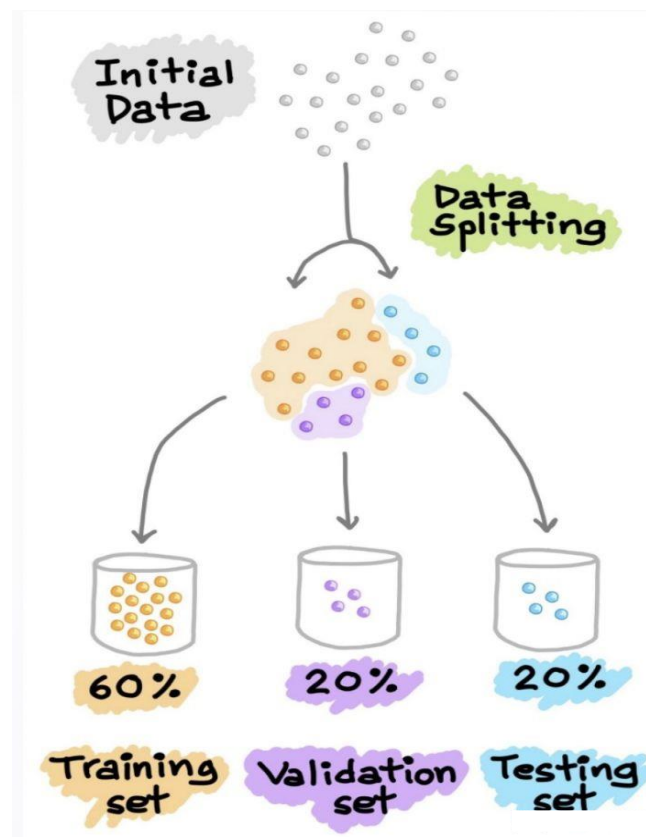 Initial
Data
Data
Splitting
60%
20%
20%
Training
set
Validation
set
Testing
set